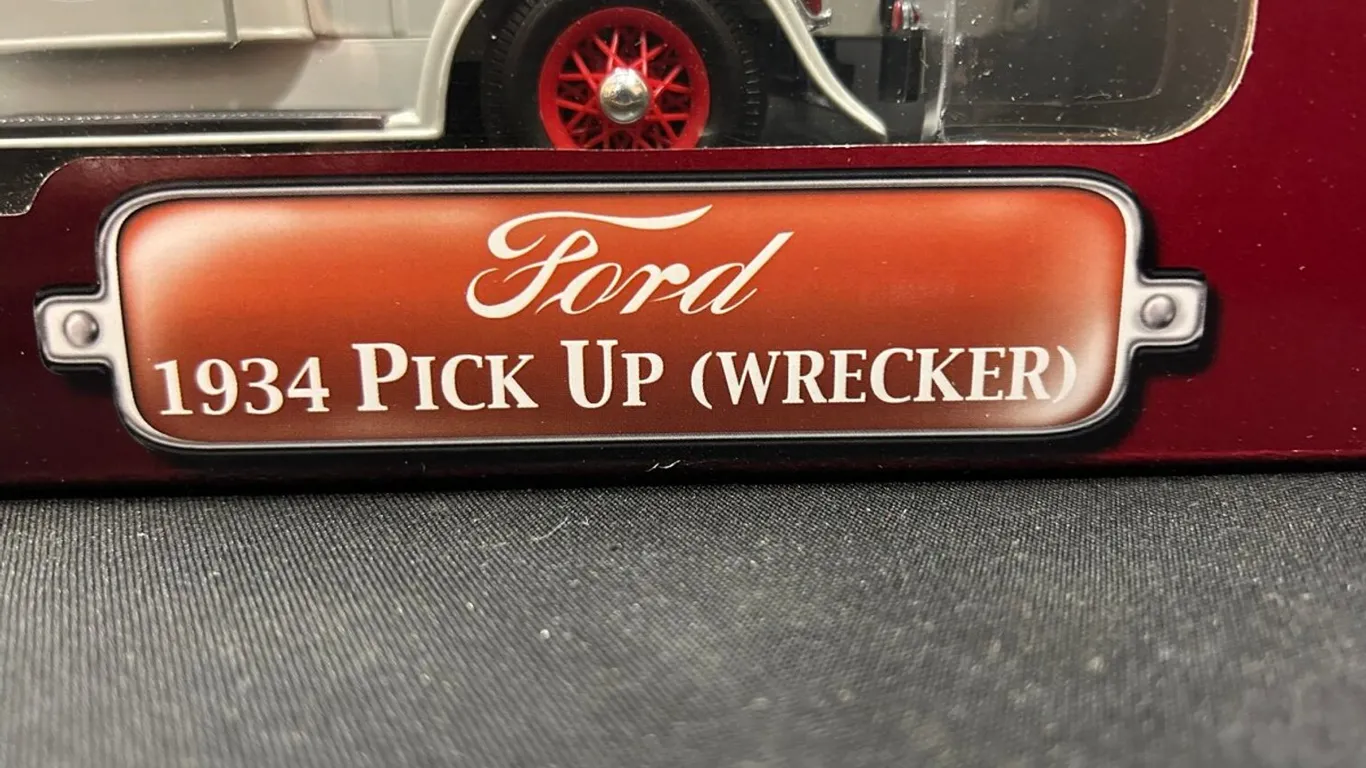 Ford
1934 PICK UP (WRECKER)